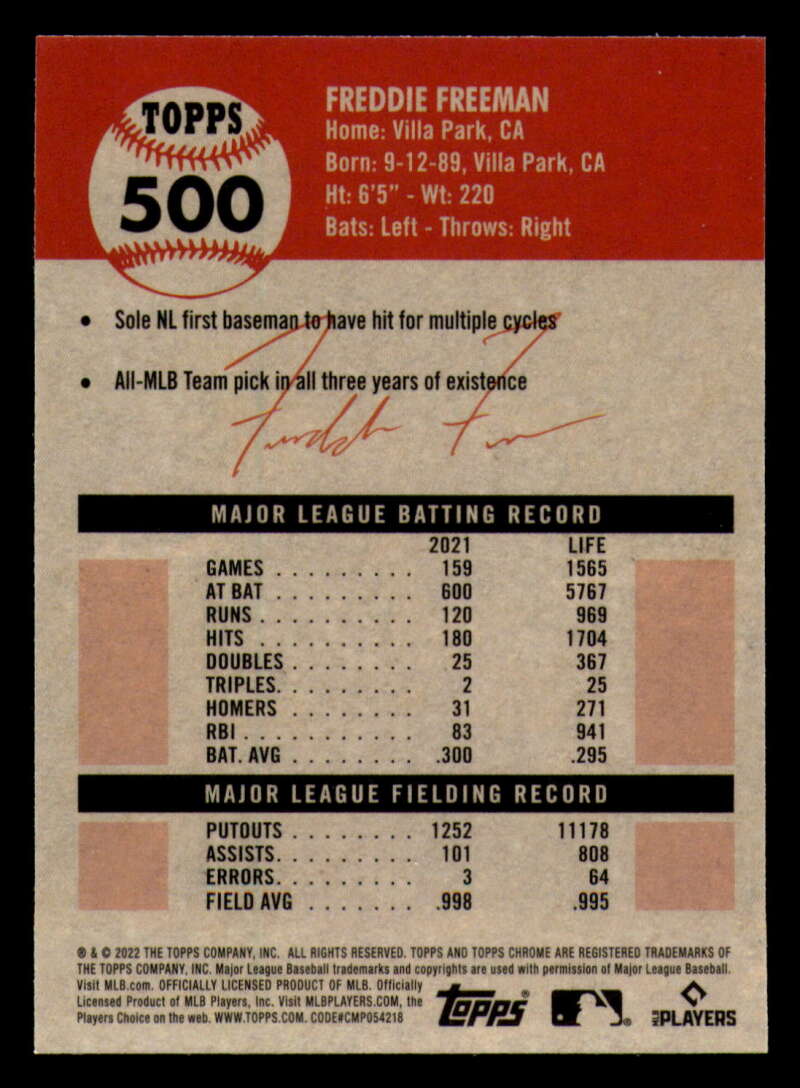 TOPPS
500
FREDDIE FREEMAN
Home: Villa Park, CA
Born: 9-12-89, Villa Park, CA
Ht: 6'5" - Wt: 220
Bats: Left - Throws: Right
• Sole NL first baseman to have hit for multiple cycles
• All-MLB Team pick in all three years of existence
MAJOR LEAGUE BATTING RECORD
2021 LIFE
GAMES . . . . . . . . . 159 1565
AT BAT . . . . . . . . . 600 5767
RUNS . . . . . . . . . . 120 969
HITS . . . . . . . . . . 180 1704
DOUBLES . . . . . . . . 25 367
TRIPLES. . . . . . . . . 2 25
HOMERS . . . . . . . . 31 271
RBI . . . . . . . . . . . 83 941
BAT. AVG . . . . . . . . .300 .295
MAJOR LEAGUE FIELDING RECORD
PUTOUTS . . . . . . . . 1252 11178
ASSISTS. . . . . . . . . 101 808
ERRORS. . . . . . . . . 3 64
FIELD AVG . . . . . . . .998 .995
® & © 2022 THE TOPPS COMPANY, INC. ALL RIGHTS RESERVED. TOPPS AND TOPPS CHROME ARE REGISTERED TRADEMARKS OF
THE TOPPS COMPANY, INC. Major League Baseball trademarks and copyrights are used with permission of Major League Baseball.
Visit MLB.com. OFFICIALLY LICENSED PRODUCT OF MLB. Officially
Licensed Product of MLB Players, Inc. Visit MLBPLAYERS.COM, the
Players Choice on the web. WWW.TOPPS.COM. CODE#CMP054218
TOPPS®
MLB PLAYERS